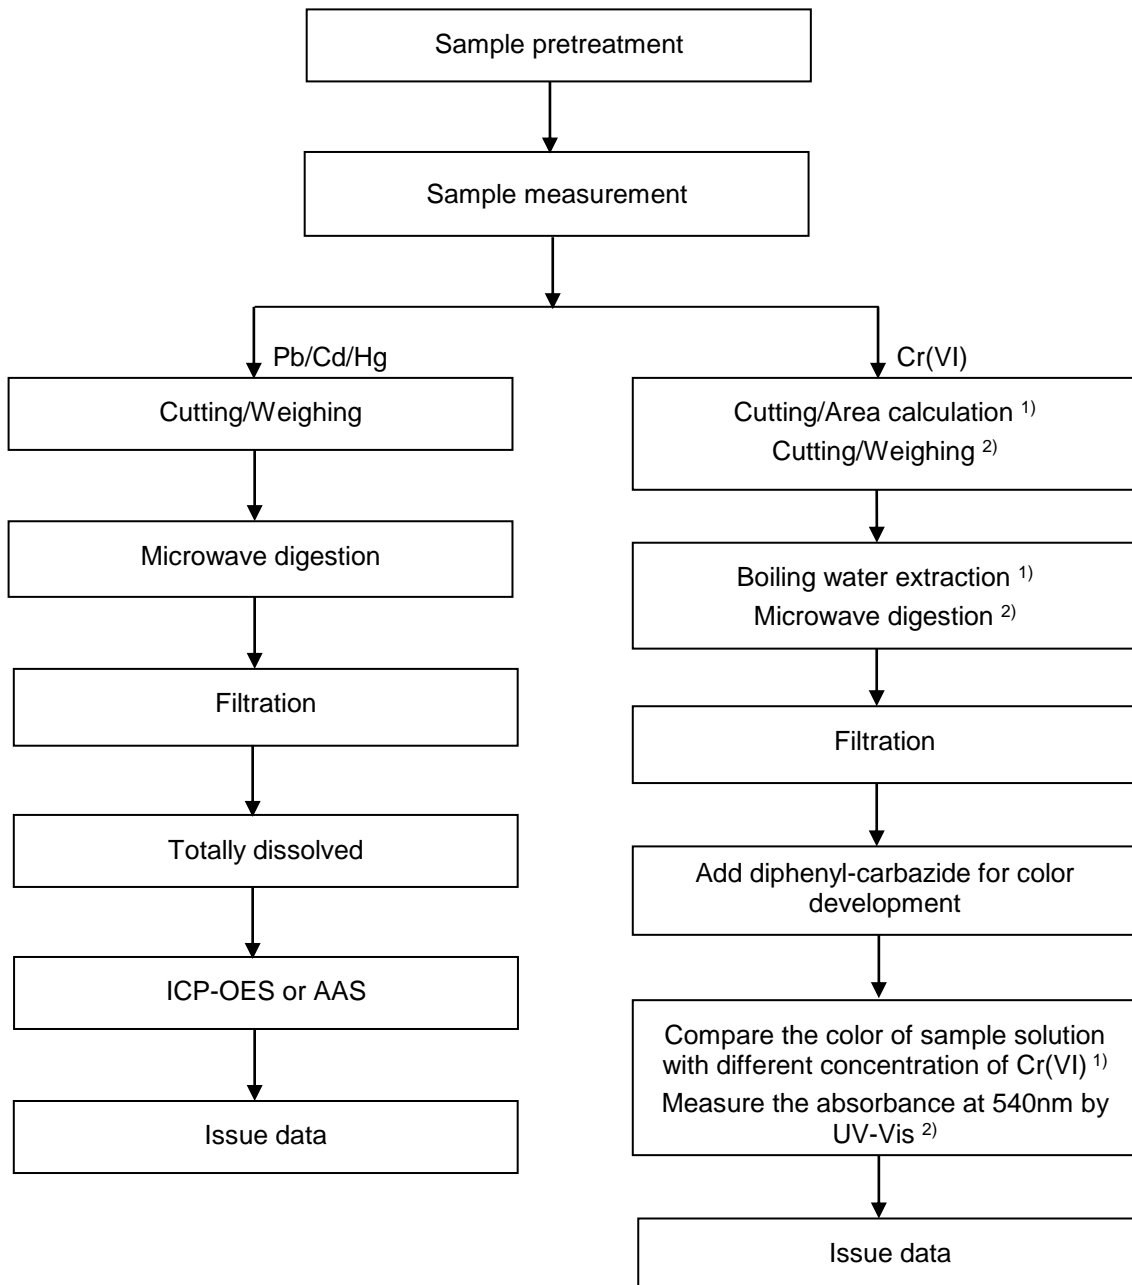 Sample pretreatment
Sample measurement
Pb/Cd/Hg
Cutting/Weighing
Microwave digestion
Filtration
Totally dissolved
ICP-OES or AAS
Issue data
Cr(VI)
Cutting/Area calculation 1)
Cutting/Weighing 2)
Boiling water extraction 1)
Microwave digestion 2)
Filtration
Add diphenyl-carbazide for color
development
Compare the color of sample solution
with different concentration of Cr(VI) 1)
Measure the absorbance at 540nm by
UV-Vis 2)
Issue data